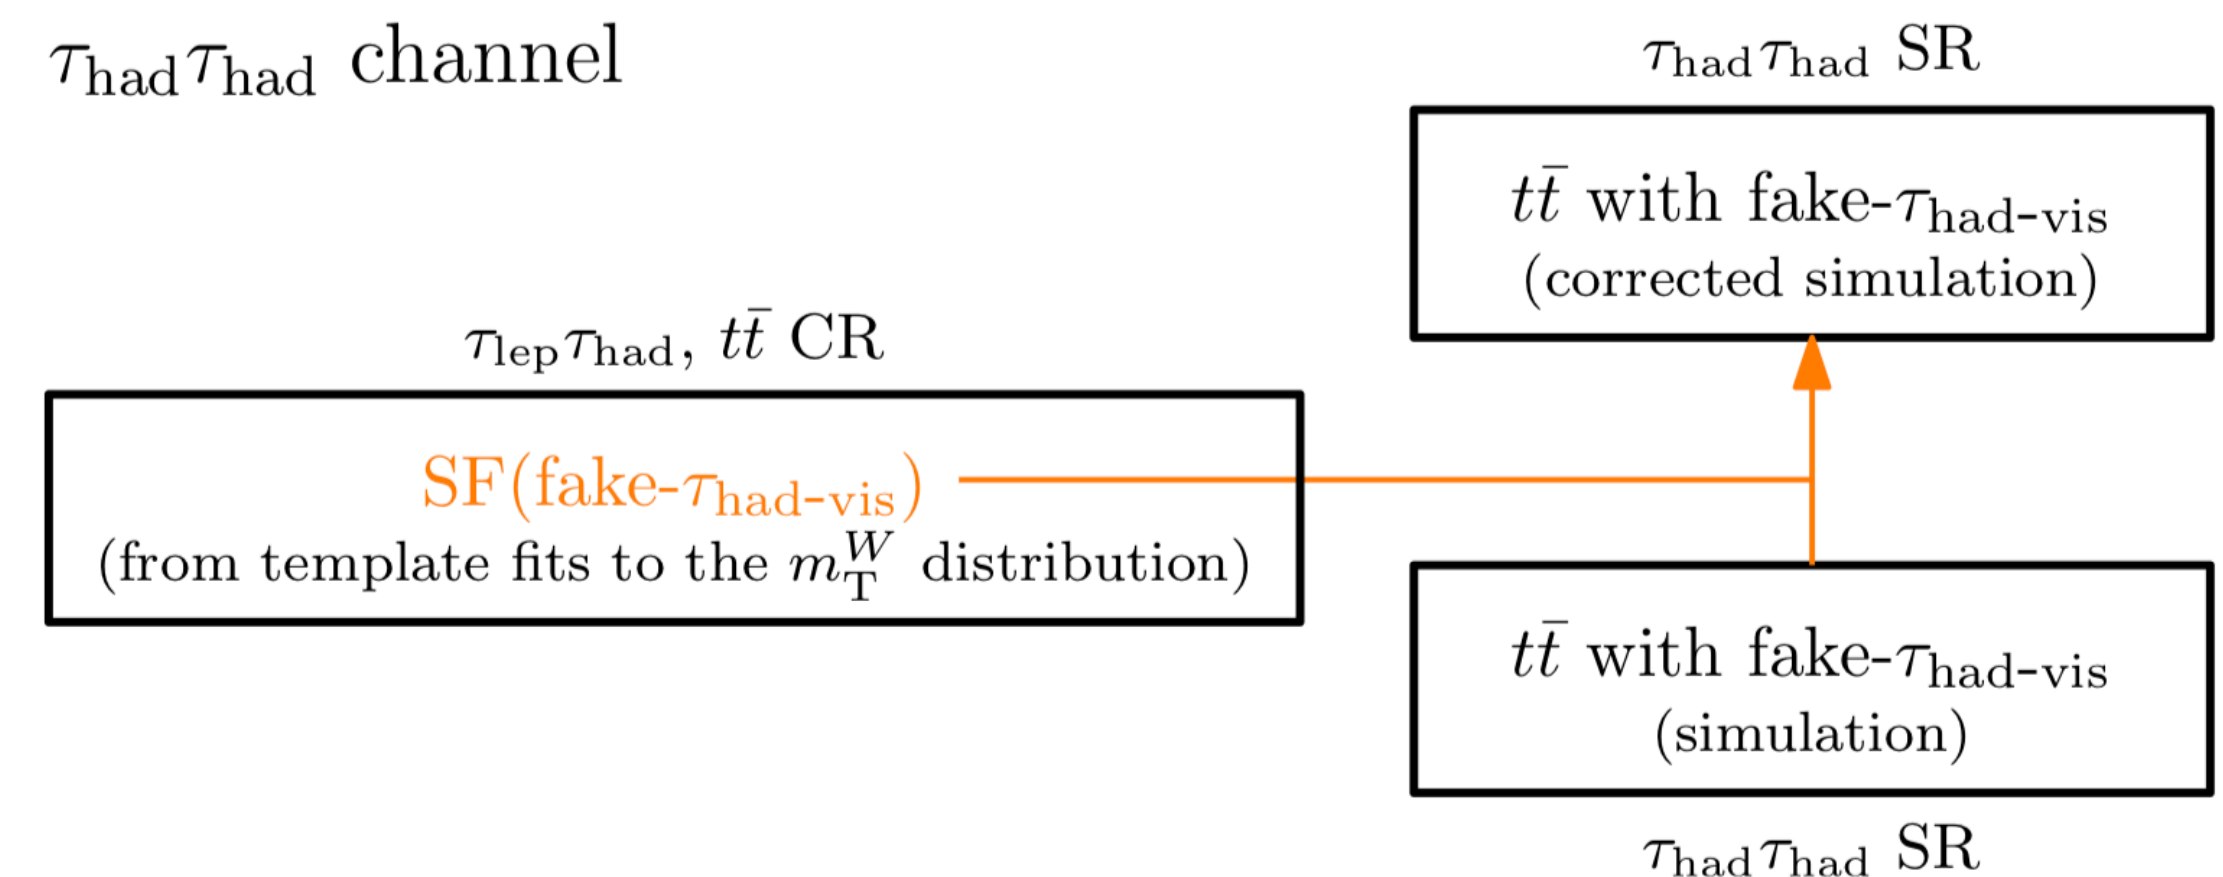 τhadτhad channel
τhadτhad SR
tt̄ with fake-τhad-vis
(corrected simulation)
τlepτhad, tt̄ CR
SF(fake-τhad-vis)
(from template fits to the mTW distribution)
tt̄ with fake-τhad-vis
(simulation)
τhadτhad SR